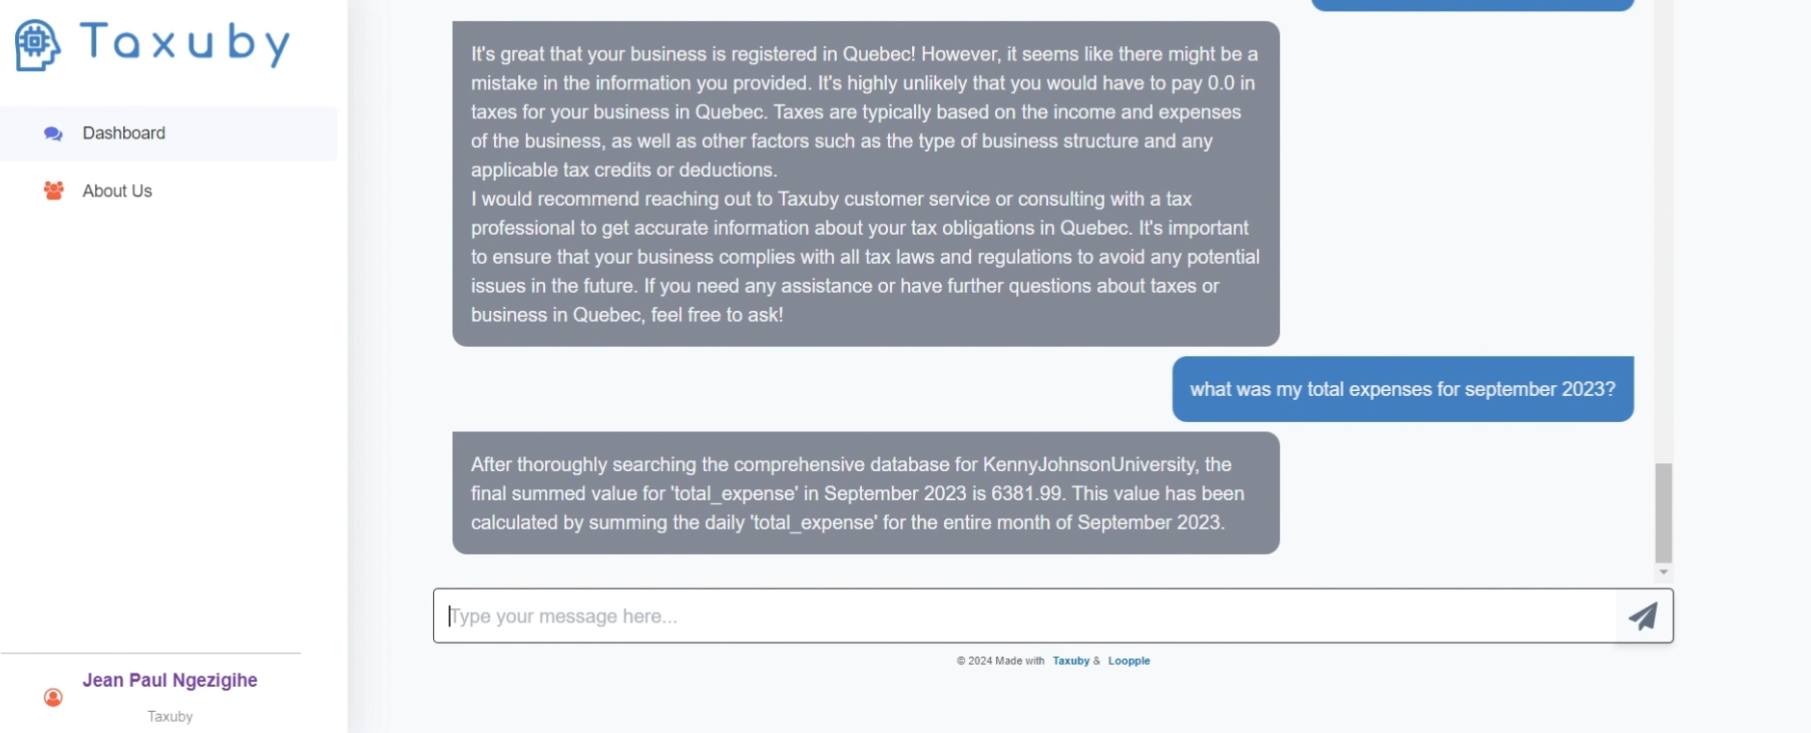 Taxuby
Dashboard
About Us
It's great that your business is registered in Quebec! However, it seems like there might be a
mistake in the information you provided. It's highly unlikely that you would have to pay 0.0 in
taxes for your business in Quebec. Taxes are typically based on the income and expenses
of the business, as well as other factors such as the type of business structure and any
applicable tax credits or deductions.
I would recommend reaching out to Taxuby customer service or consulting with a tax
professional to get accurate information about your tax obligations in Quebec. It's important
to ensure that your business complies with all tax laws and regulations to avoid any potential
issues in the future. If you need any assistance or have further questions about taxes or
business in Quebec, feel free to ask!
what was my total expenses for september 2023?
After thoroughly searching the comprehensive database for KennyJohnsonUniversity, the
final summed value for 'total_expense' in September 2023 is 6381.99. This value has been
calculated by summing the daily 'total_expense' for the entire month of September 2023.
Type your message here...
© 2024 Made with Taxuby & Loopple
Jean Paul Ngezigihe
Taxuby